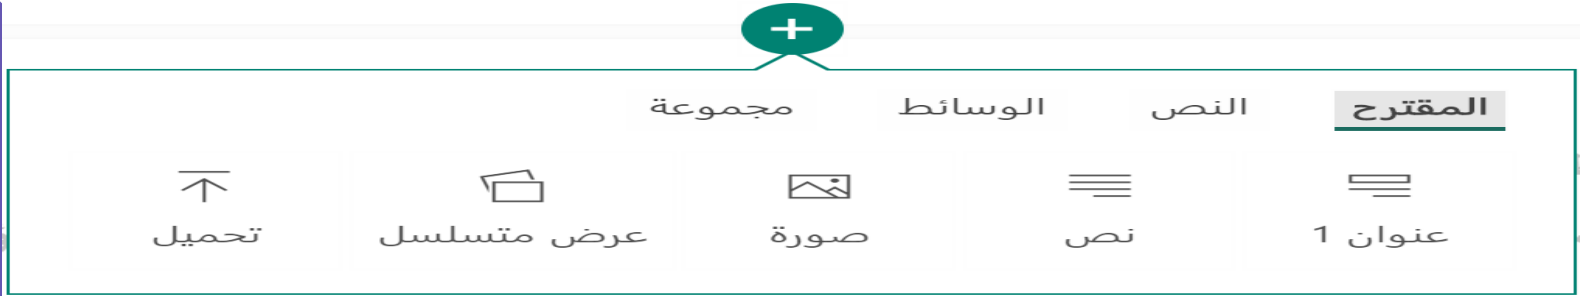 المقترح النص الوسائط مجموعة
عنوان 1 نص صورة عرض متسلسل تحميل